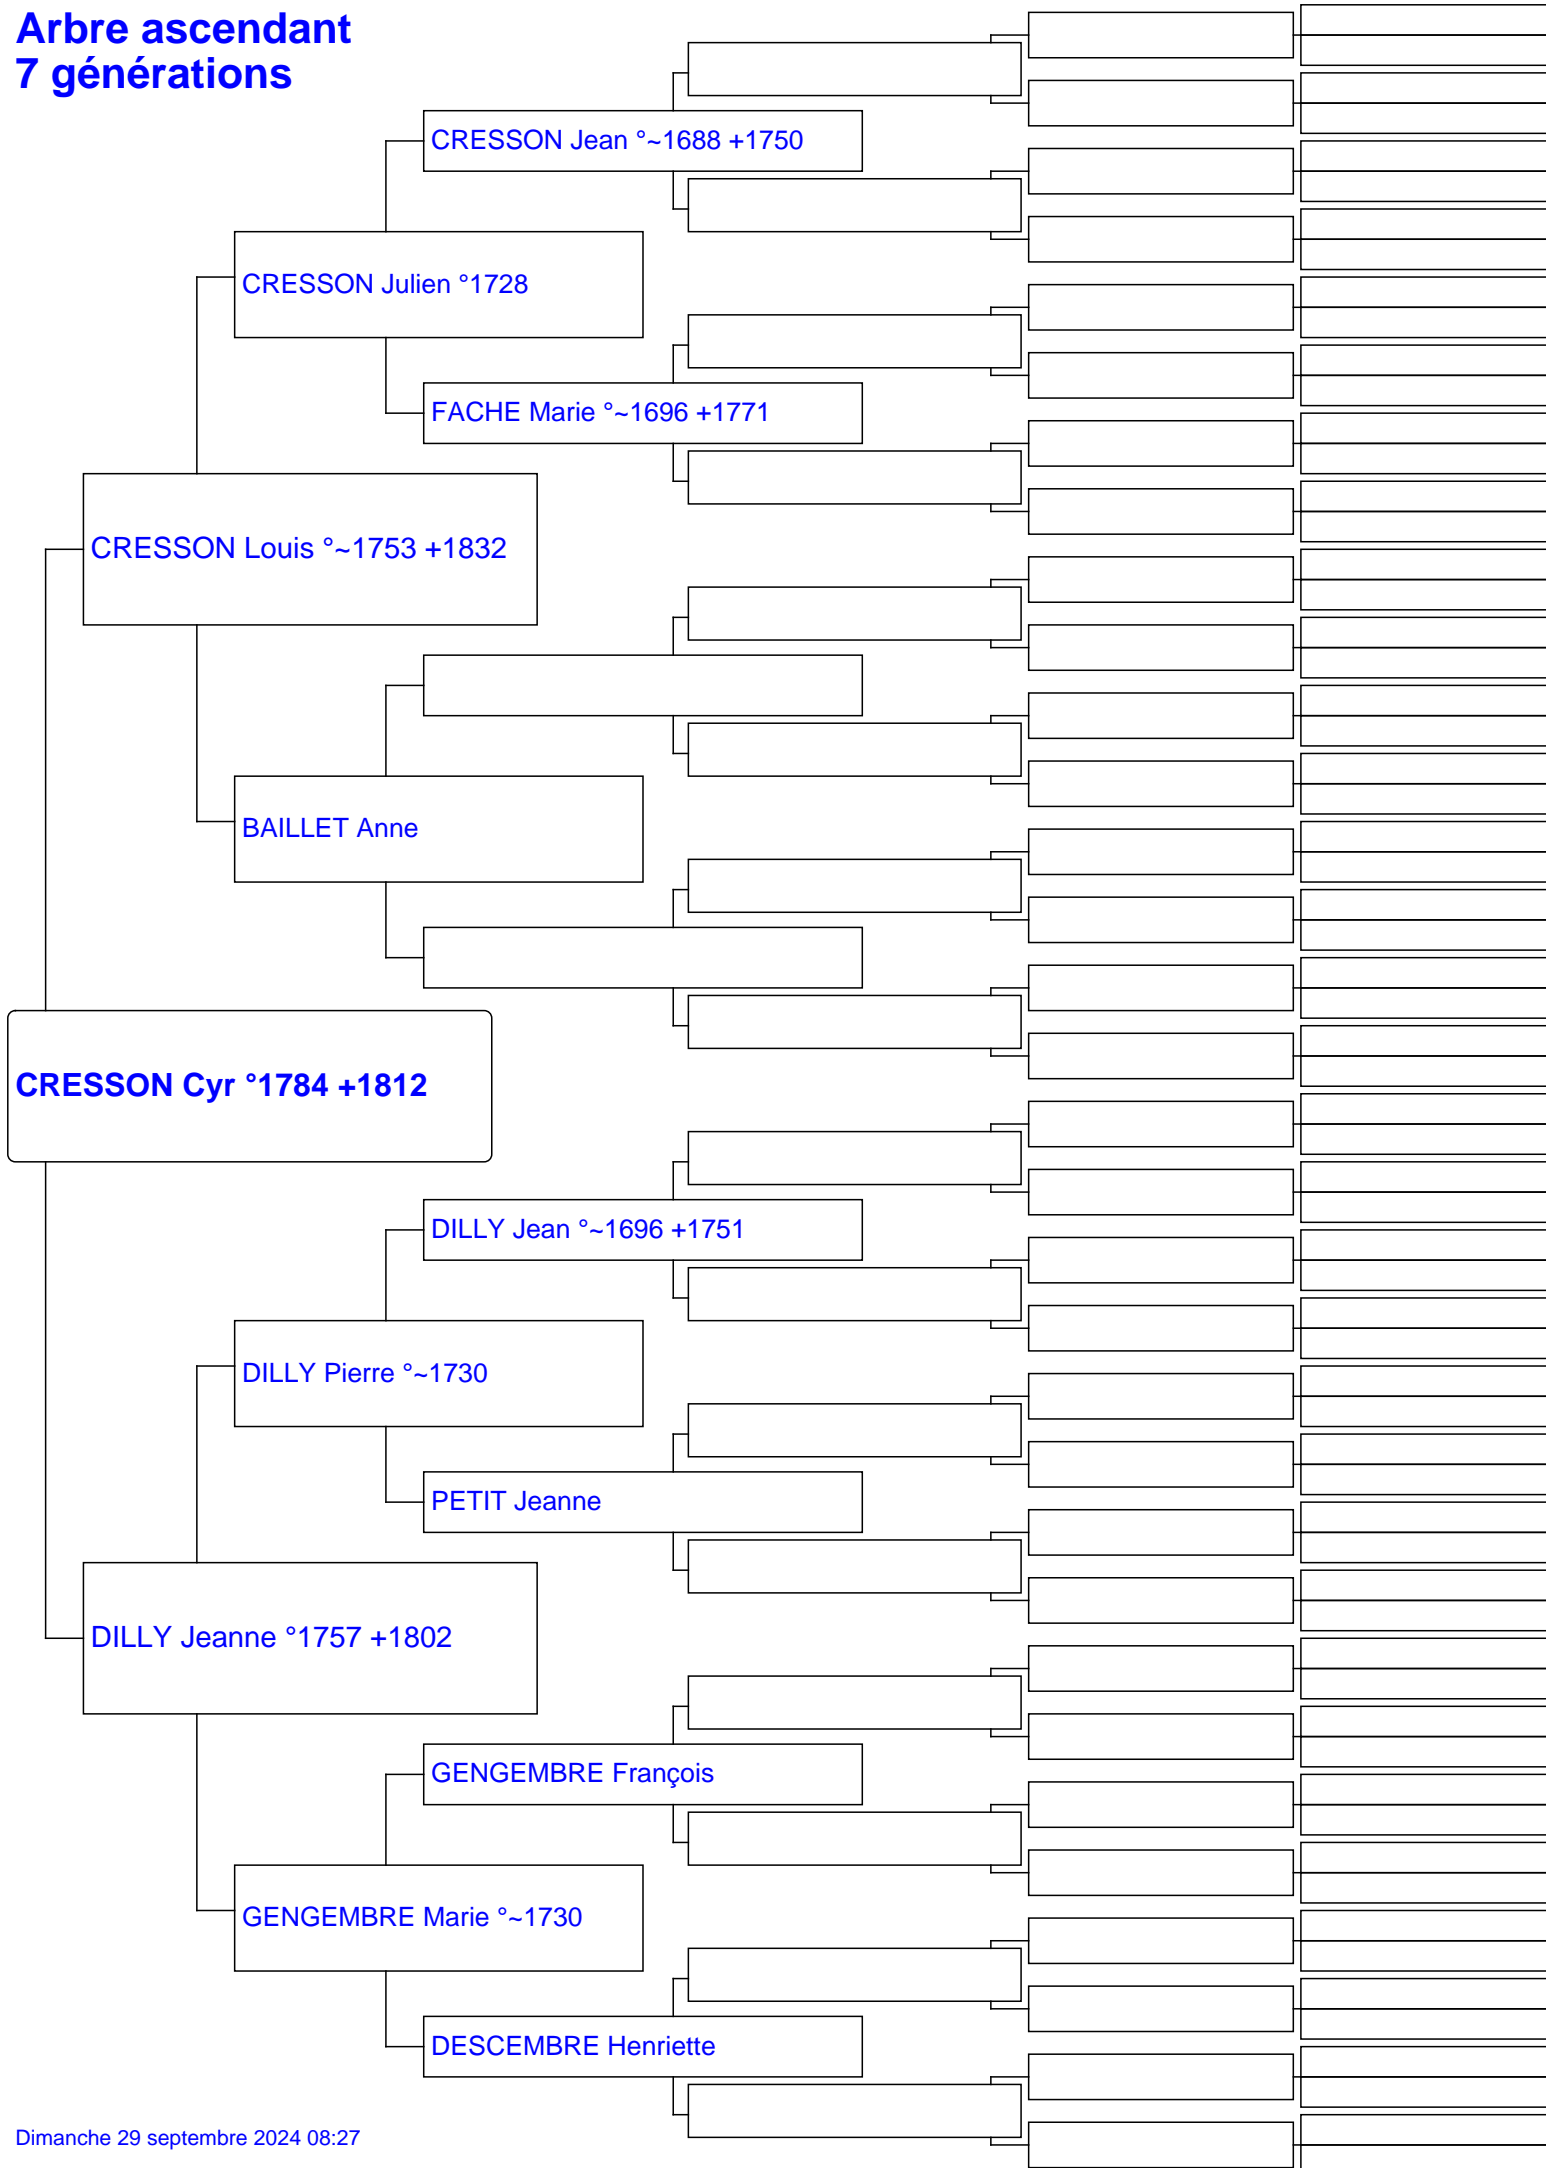 Arbre ascendant
7 générations
CRESSON Jean °~1688 +1750
CRESSON Julien °1728
FACHE Marie °~1696 +1771
CRESSON Louis °~1753 +1832
BAILLET Anne
CRESSON Cyr °1784 +1812
DILLY Jean °~1696 +1751
DILLY Pierre °~1730
PETIT Jeanne
DILLY Jeanne °1757 +1802
GENGEMBRE François
GENGEMBRE Marie °~1730
DESCEMBRE Henriette
Dimanche 29 septembre 2024 08:27